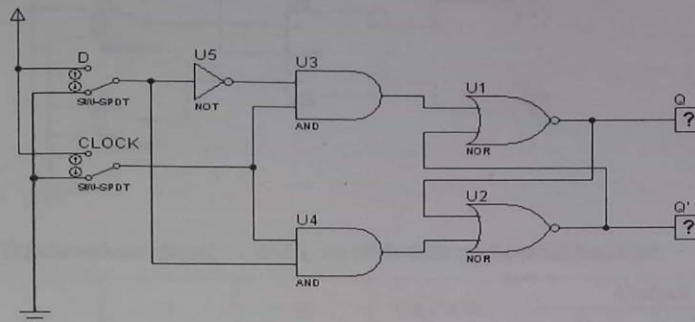 D
SW-SPDT
CLOCK
SW-SPDT
U5
NOT
U3
AND
U4
AND
U1
NOR
U2
NOR
Q
?
Q'
?